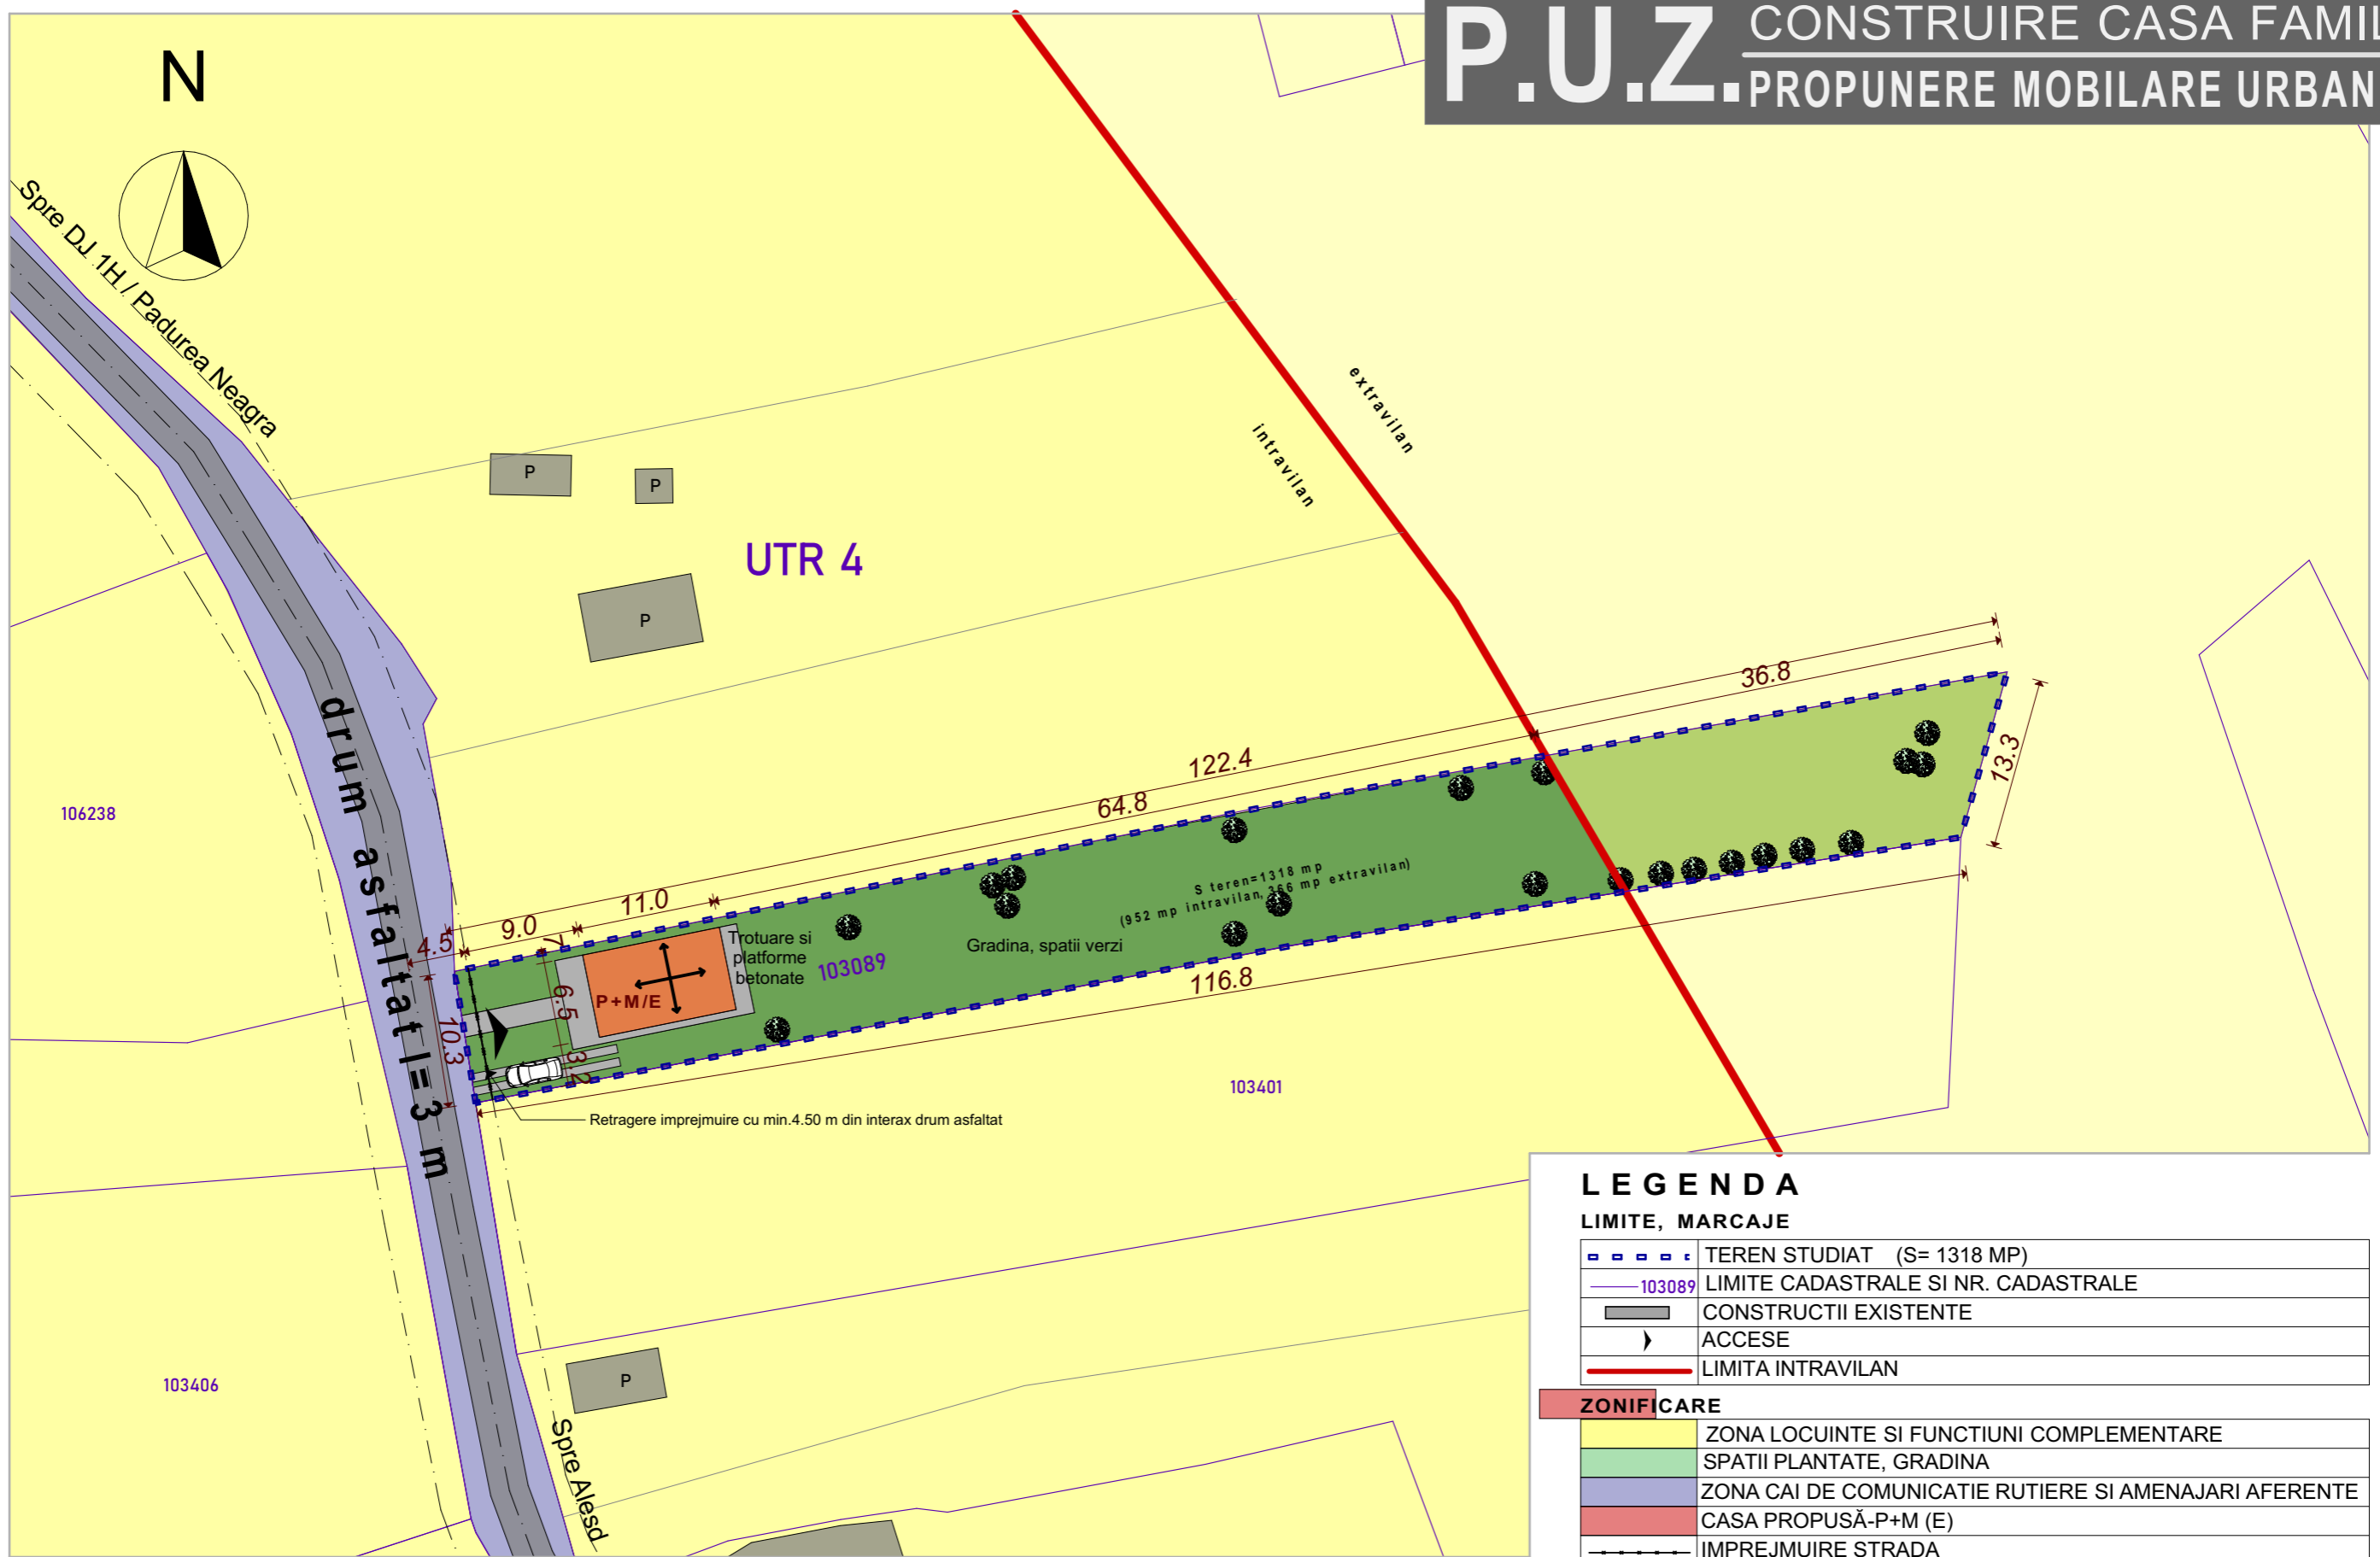 P.U.Z.
CONSTRUIRE CASA FAMIL
PROPUNERE MOBILARE URBAN
N
Spre DJ 1H / Padurea Neagra
extravilan
intravilan
P
P
UTR 4
P
drum asfaltat l=3 m
106238
36.8
13.3
122.4
64.8
11.0
9.0
4.5
S teren=1318 mp
(952 mp intravilan, 366 mp extravilan)
Trotuare si
platforme
betonate
103089
Gradina, spatii verzi
7
6.5
P+M/E
10.3
3.2
116.8
103401
Retragere imprejmuire cu min.4.50 m din interax drum asfaltat
103406
P
Spre Alesd
LEGENDA
LIMITE, MARCAJE
TEREN STUDIAT (S= 1318 MP)
103089 LIMITE CADASTRALE SI NR. CADASTRALE
CONSTRUCTII EXISTENTE
ACCESE
LIMITA INTRAVILAN
ZONIFICARE
ZONA LOCUINTE SI FUNCTIUNI COMPLEMENTARE
SPATII PLANTATE, GRADINA
ZONA CAI DE COMUNICATIE RUTIERE SI AMENAJARI AFERENTE
CASA PROPUSĂ-P+M (E)
IMPREJMUIRE STRADA